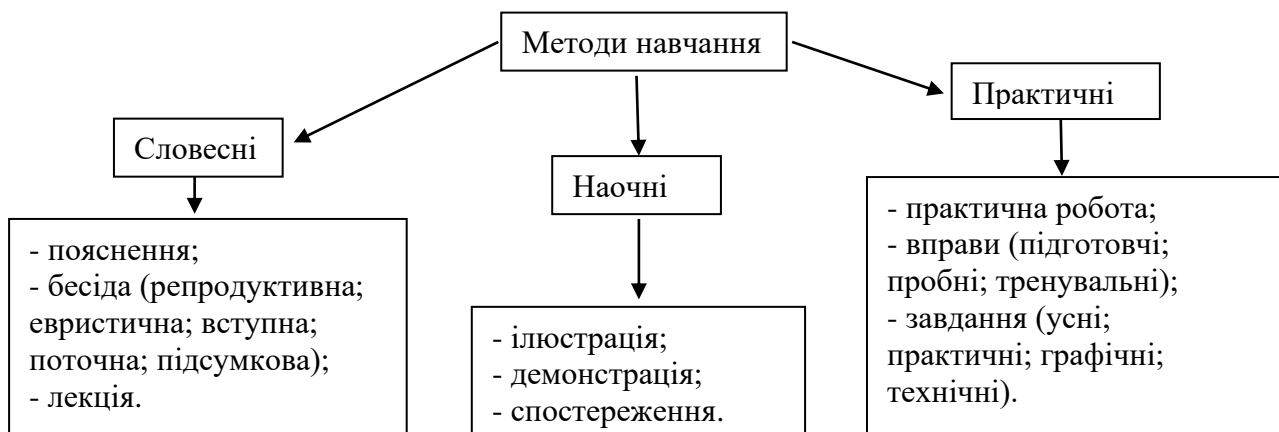 Методи навчання
Словесні
- пояснення;
- бесіда (репродуктивна;
евристична; вступна;
поточна; підсумкова);
- лекція.
Наочні
- ілюстрація;
- демонстрація;
- спостереження.
Практичні
- практична робота;
- вправи (підготовчі;
пробні; тренувальні);
- завдання (усні;
практичні; графічні;
технічні).